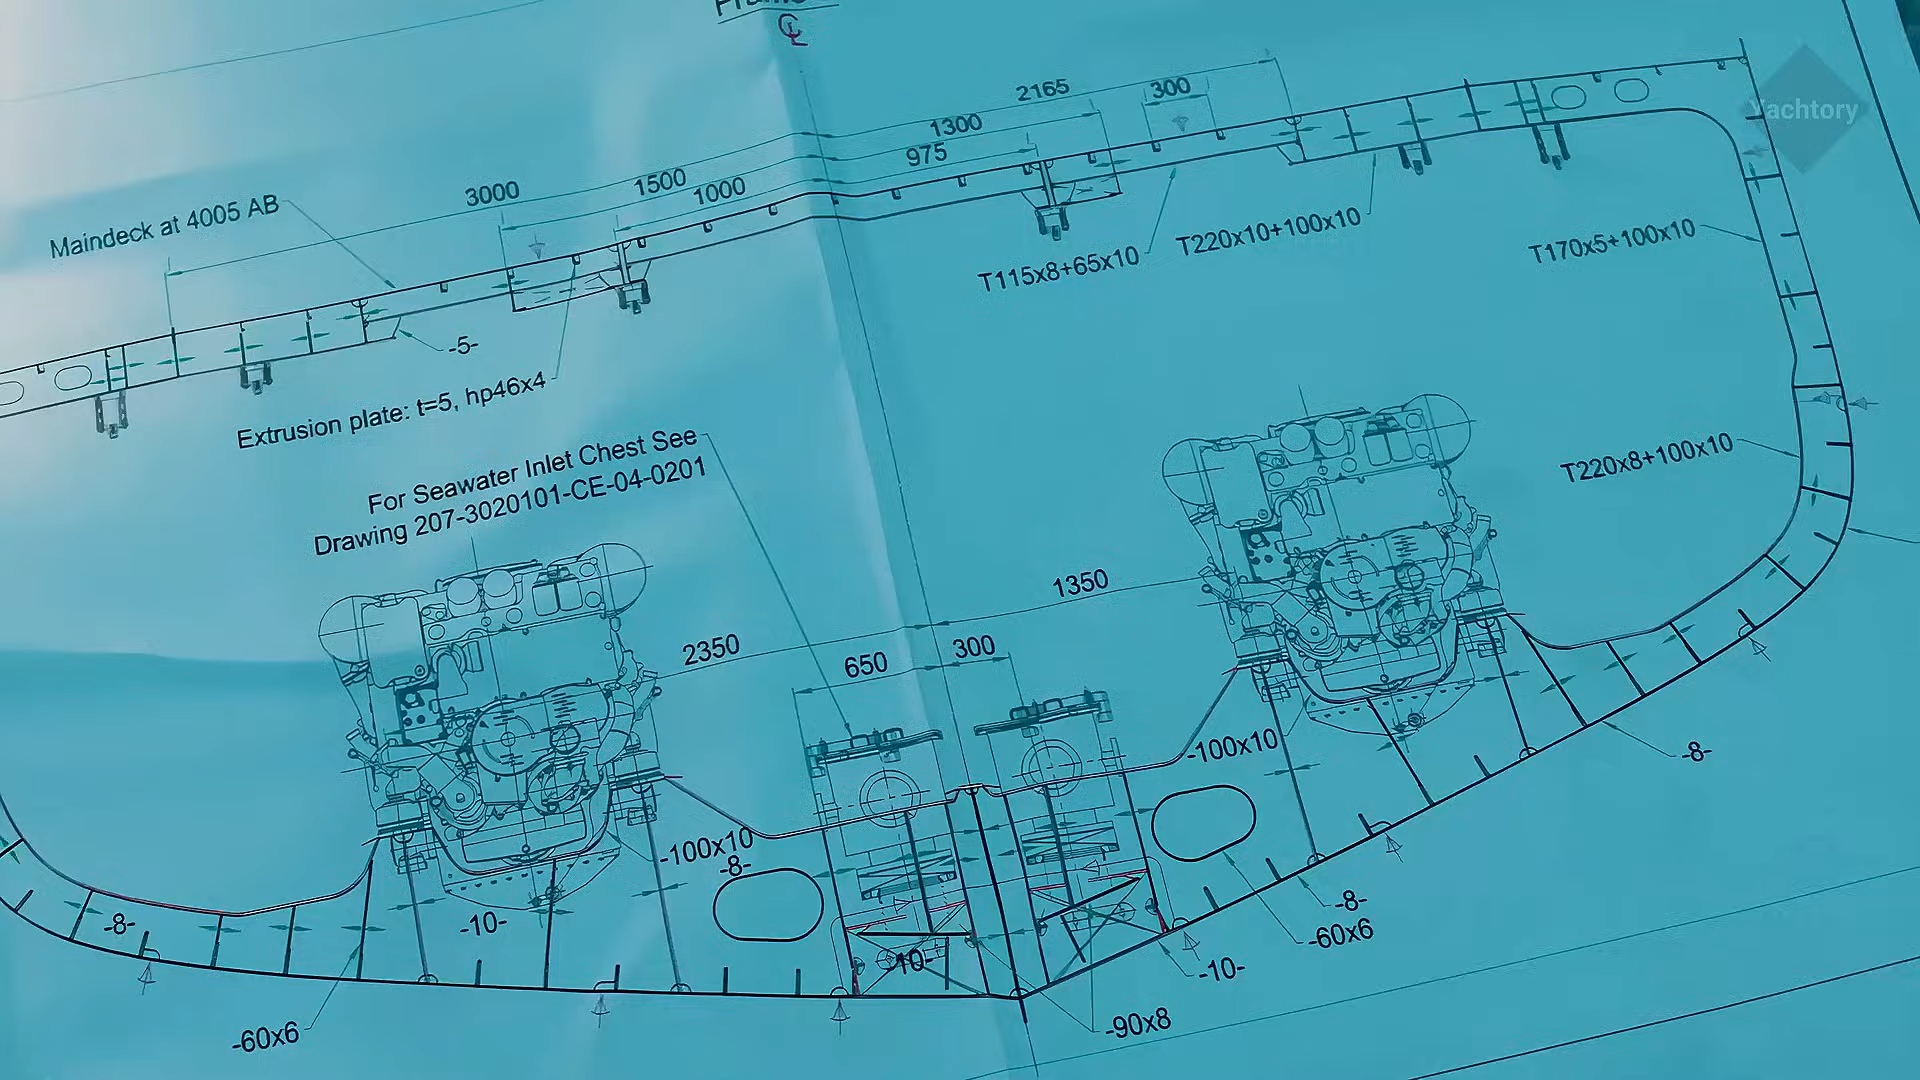 Frame
CL
Yachtory
2165
300
1300
975
3000
1500
1000
Maindeck at 4005 AB
T115x8+65x10
T220x10+100x10
T170x5+100x10
-5-
Extrusion plate: t=5, hp46x4
For Seawater Inlet Chest See
Drawing 207-3020101-CE-04-0201
T220x8+100x10
1350
2350
650
300
-100x10
-8-
-100x10
-8-
-8-
-10-
-10-
-8-
-60x6
-10-
-90x8
-60x6